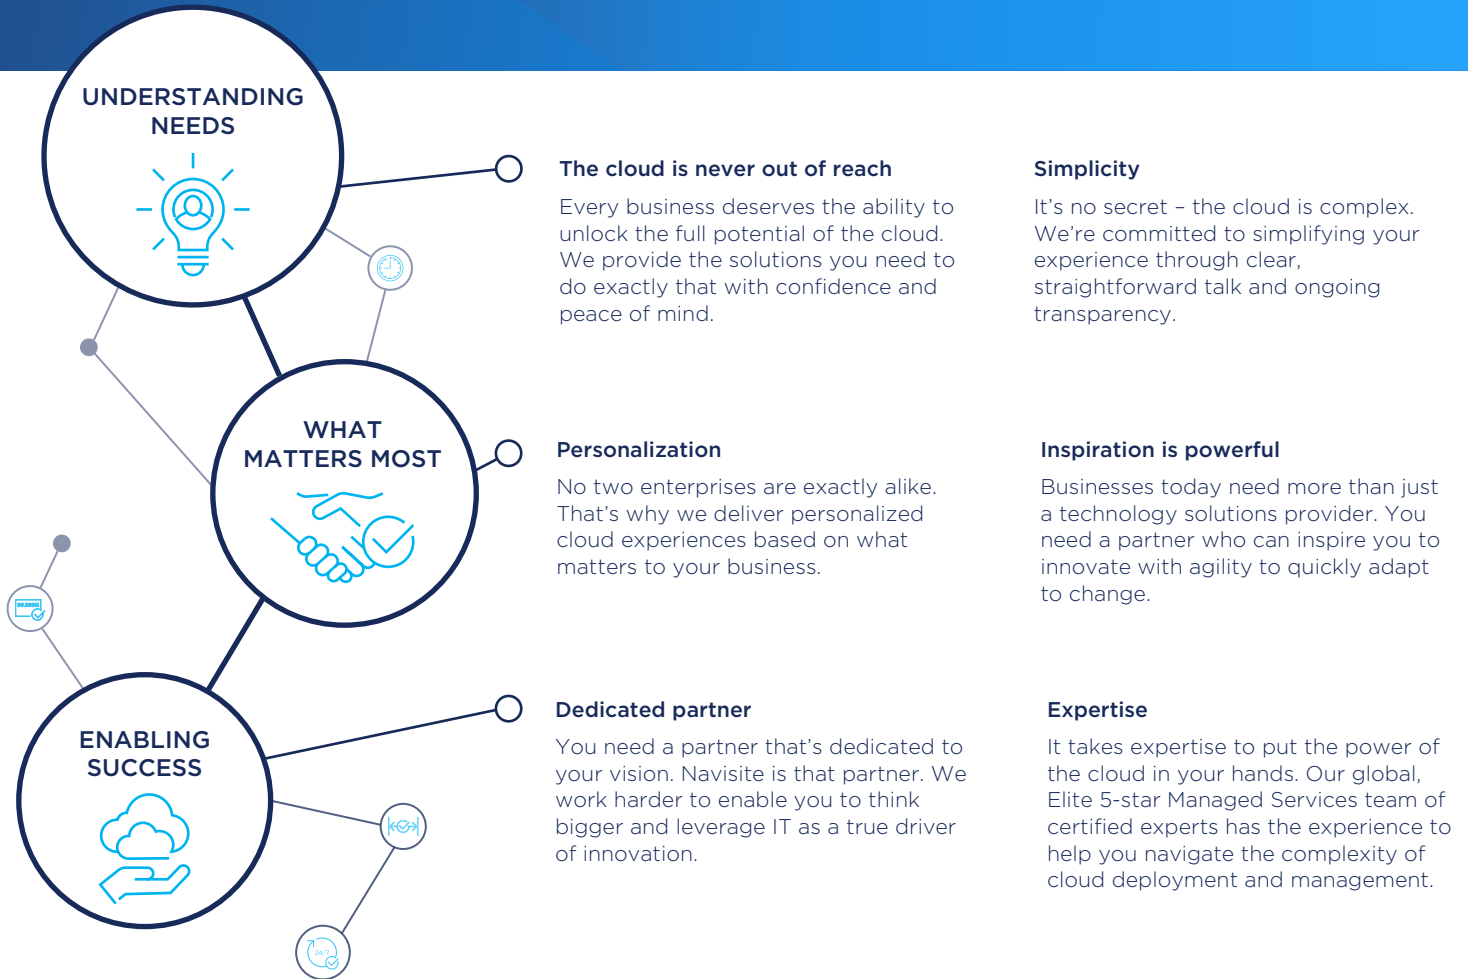 UNDERSTANDING
NEEDS
The cloud is never out of reach
Every business deserves the ability to
unlock the full potential of the cloud.
We provide the solutions you need to
do exactly that with confidence and
peace of mind.
Simplicity
It's no secret – the cloud is complex.
We're committed to simplifying your
experience through clear,
straightforward talk and ongoing
transparency.
WHAT
MATTERS MOST
Personalization
No two enterprises are exactly alike.
That's why we deliver personalized
cloud experiences based on what
matters to your business.
Inspiration is powerful
Businesses today need more than just
a technology solutions provider. You
need a partner who can inspire you to
innovate with agility to quickly adapt
to change.
ENABLING
SUCCESS
Dedicated partner
You need a partner that's dedicated to
your vision. Navisite is that partner. We
work harder to enable you to think
bigger and leverage IT as a true driver
of innovation.
Expertise
It takes expertise to put the power of
the cloud in your hands. Our global,
Elite 5-star Managed Services team of
certified experts has the experience to
help you navigate the complexity of
cloud deployment and management.
24/7